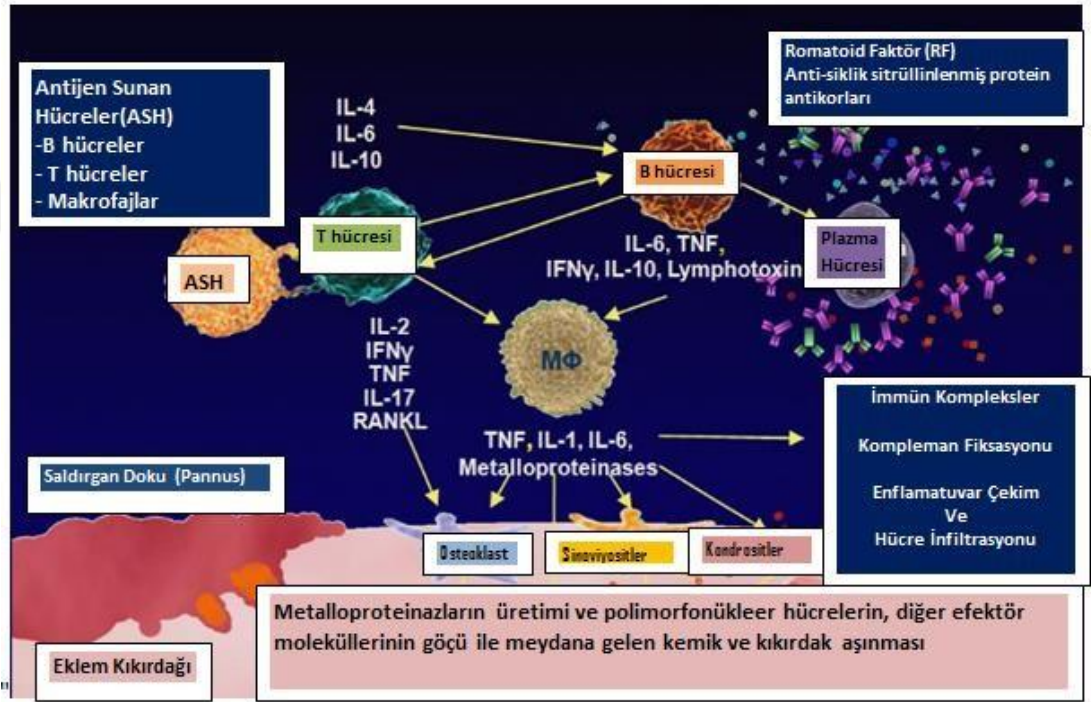 Antijen Sunan
Hücreler(ASH)
-B hücreler
- T hücreler
- Makrofajlar
Romatoid Faktör (RF)
Anti-siklik sitrüllinlenmiş protein
antikorları
IL-4
IL-6
IL-10
B hücresi
T hücresi
ASH
Plazma
Hücresi
IL-6, TNF,
IFNγ, IL-10, Lymphotoxin
MΦ
IL-2
IFNγ
TNF
IL-17
RANKL
TNF, IL-1, IL-6,
Metalloproteinases
İmmün Kompleksler
Kompleman Fiksasyonu
Enflamatuvar Çekim
Ve
Hücre İnfiltrasyonu
Saldırgan Doku (Pannus)
Osteoklast
Sinoviyositler
Kondrositler
Metalloproteinazların üretimi ve polimorfonükleer hücrelerin, diğer efektör
moleküllerinin göçü ile meydana gelen kemik ve kıkırdak aşınması
Eklem Kıkırdağı
"